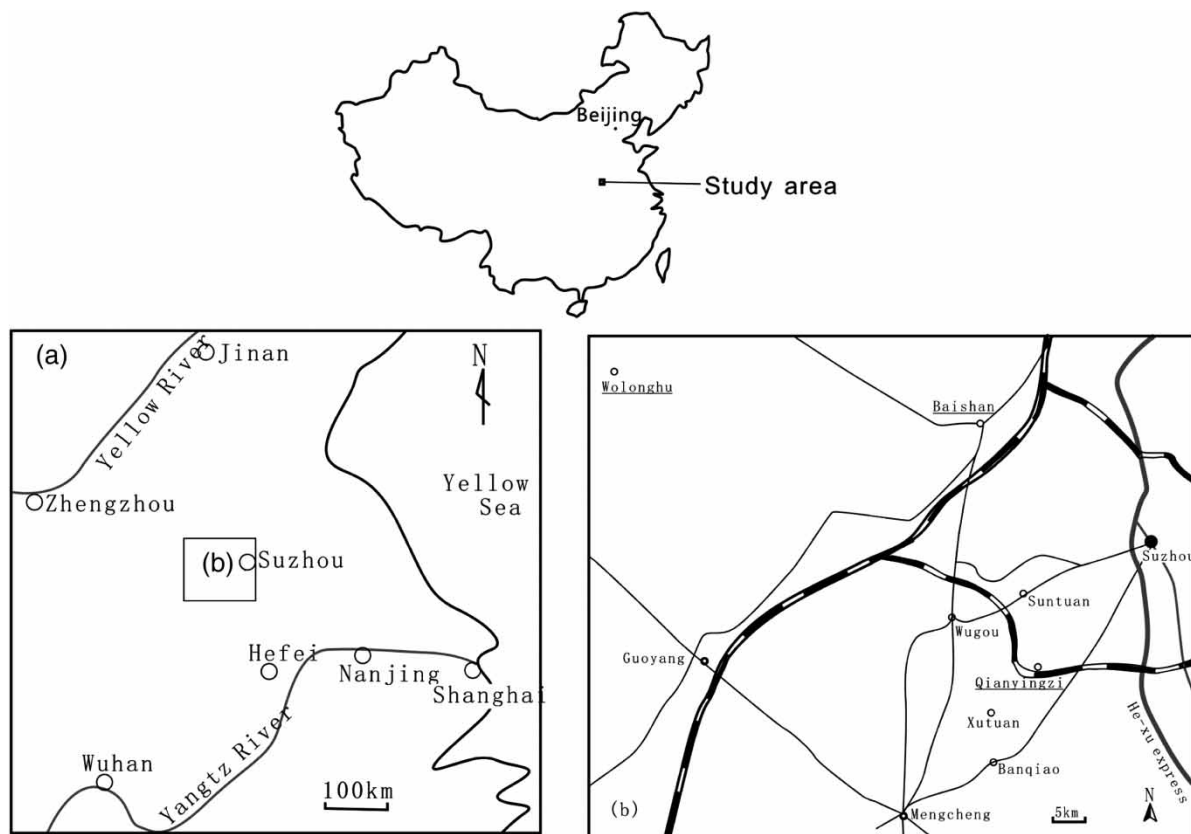 Beijing
Study area
(a)
Jinan
N
Yellow River
Yellow
Sea
Zhengzhou
(b)
Suzhou
Hefei
Nanjing
Shanghai
Wuhan
Yangtz River
100km
Wolonghu
Baishan
Suzhou
Suntuan
Wugou
Guoyang
Qianyingzi
Xutuan
He-xu express
Banqiao
N
(b)
Mengcheng
5km